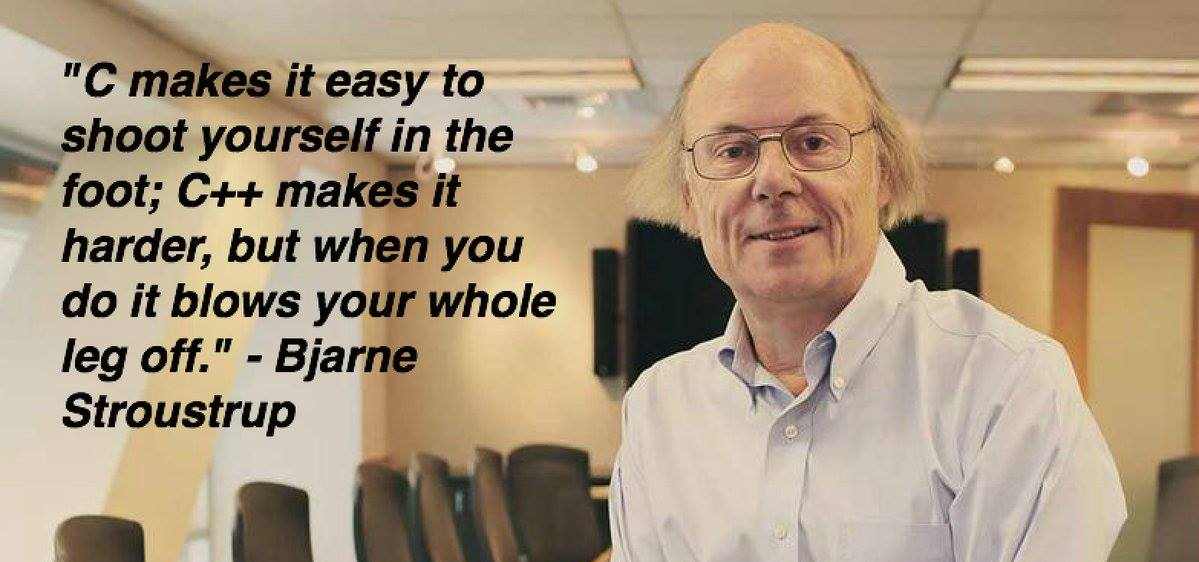 "C makes it easy to
shoot yourself in the
foot; C++ makes it
harder, but when you
do it blows your whole
leg off." - Bjarne
Stroustrup